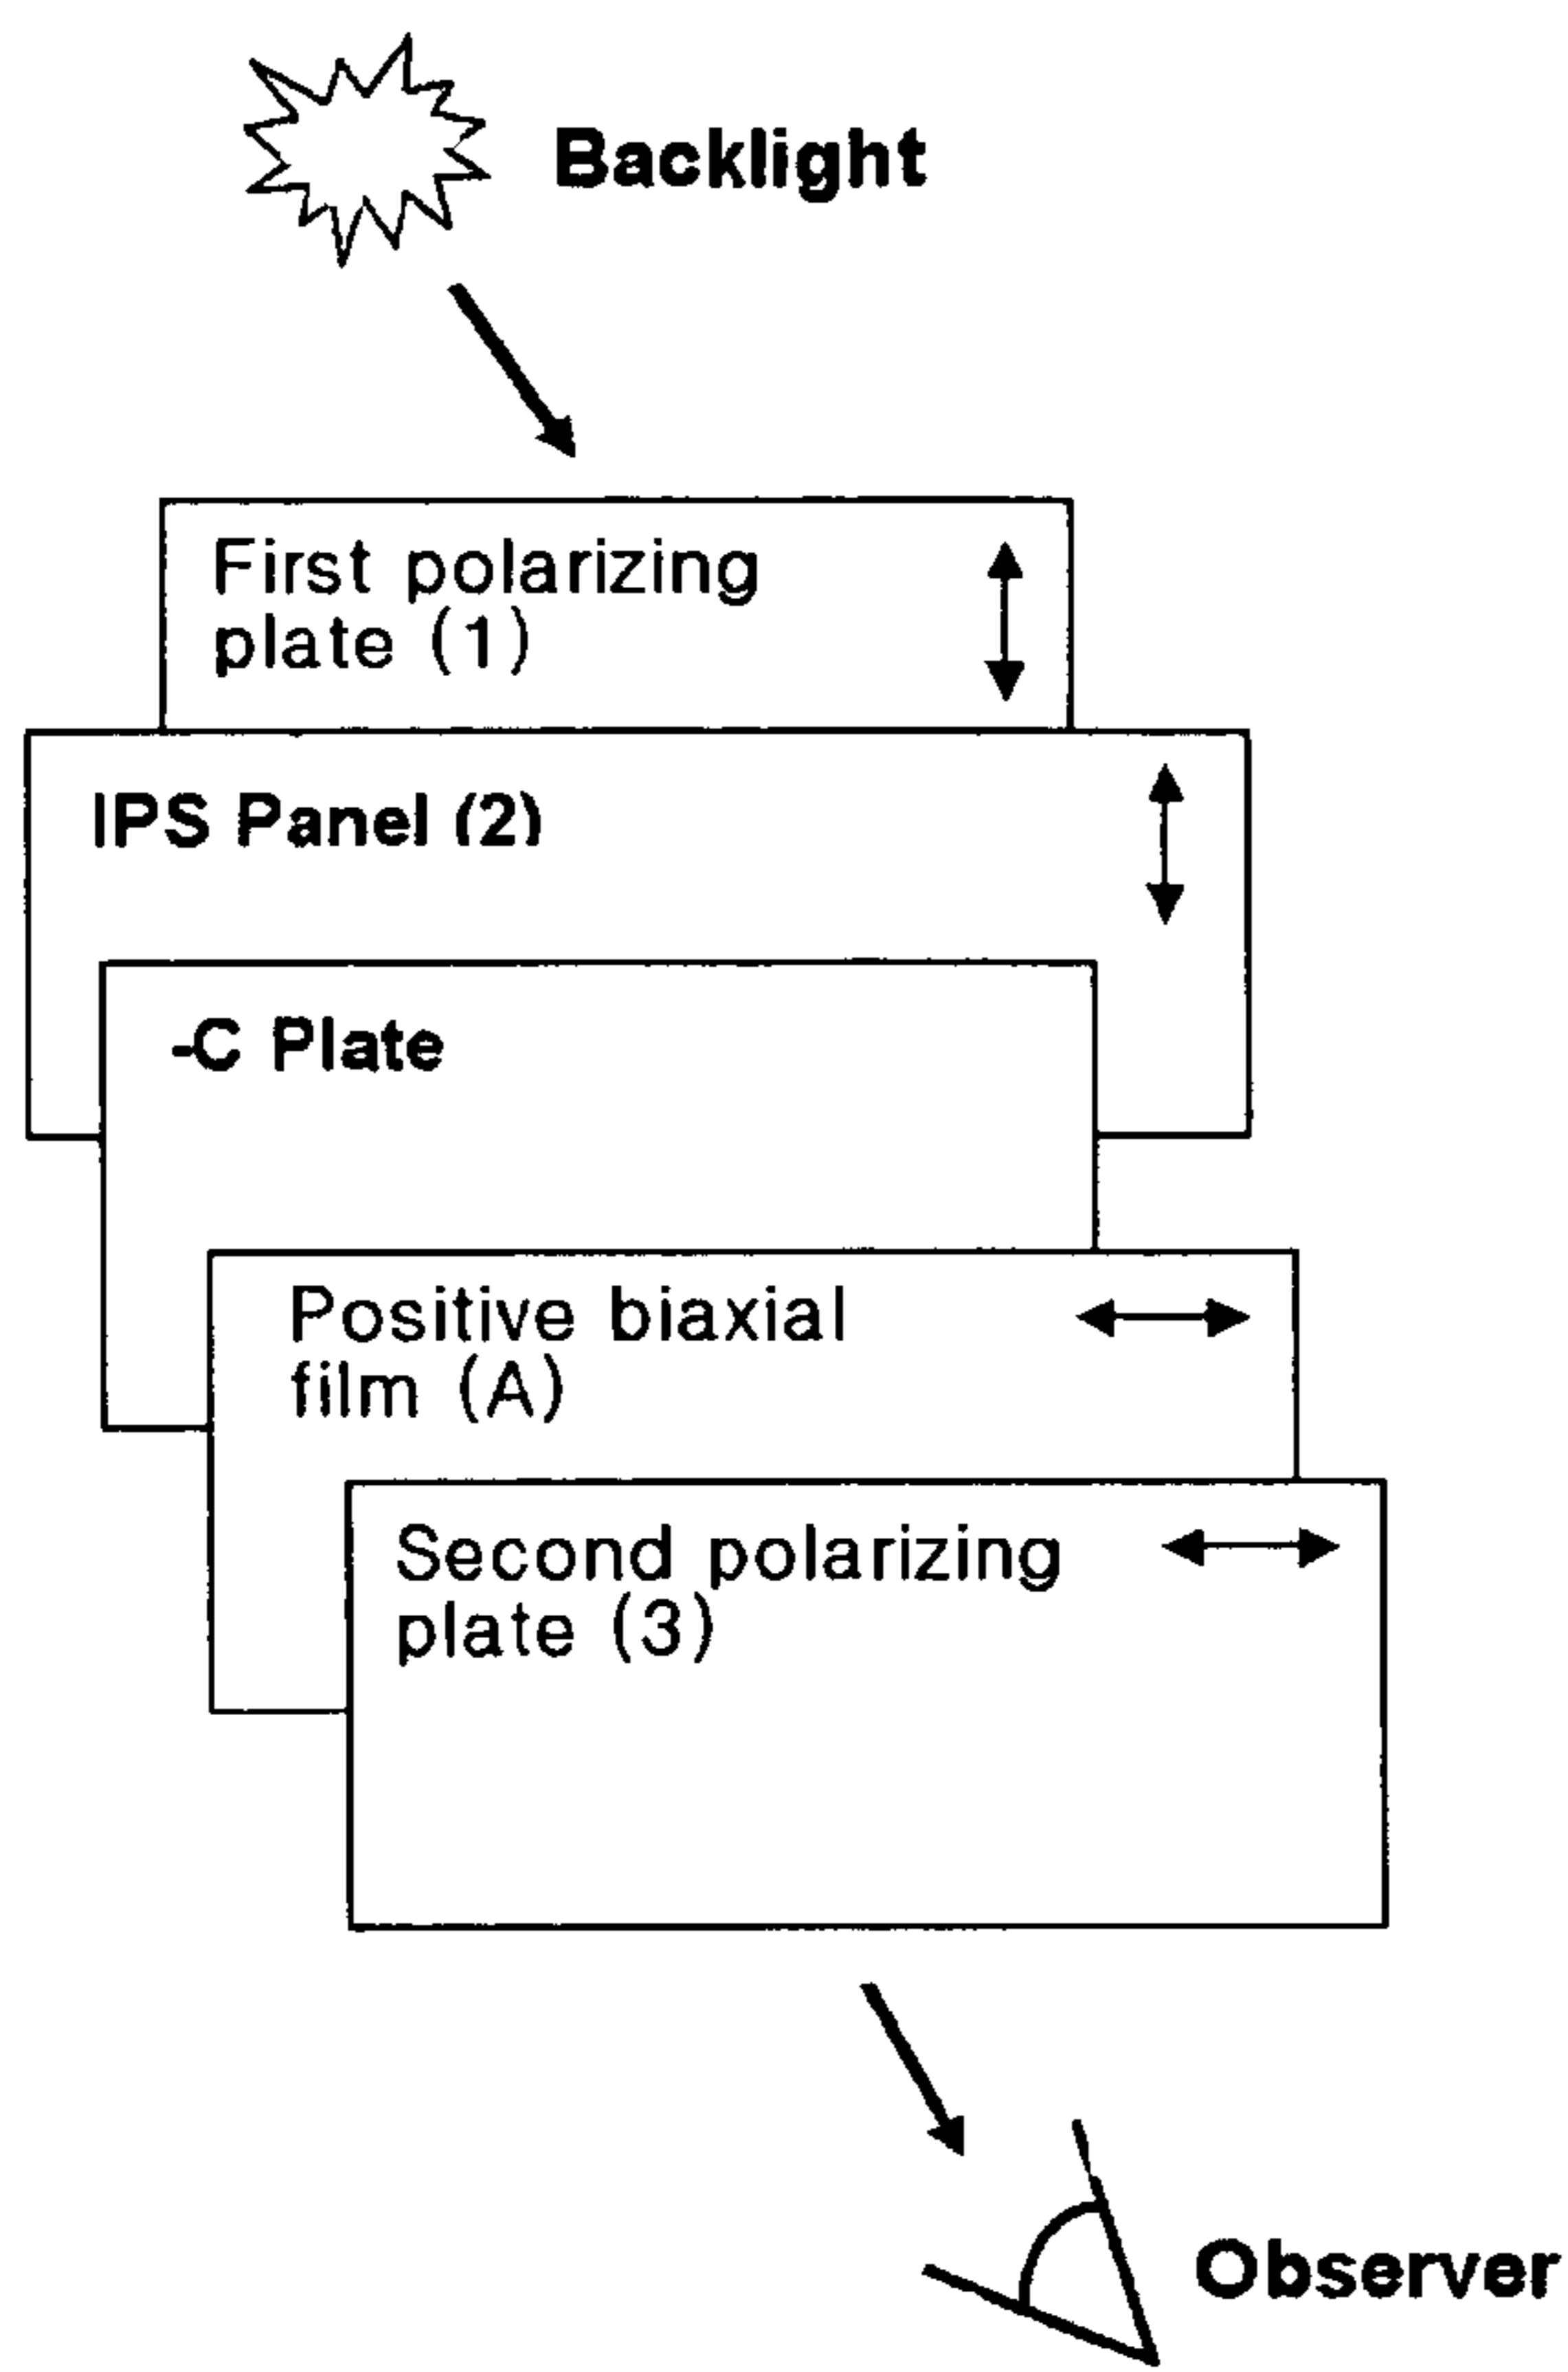 Backlight
First polarizing
plate (1)
IPS Panel (2)
-C Plate
Positive biaxial
film (A)
Second polarizing
plate (3)
Observer